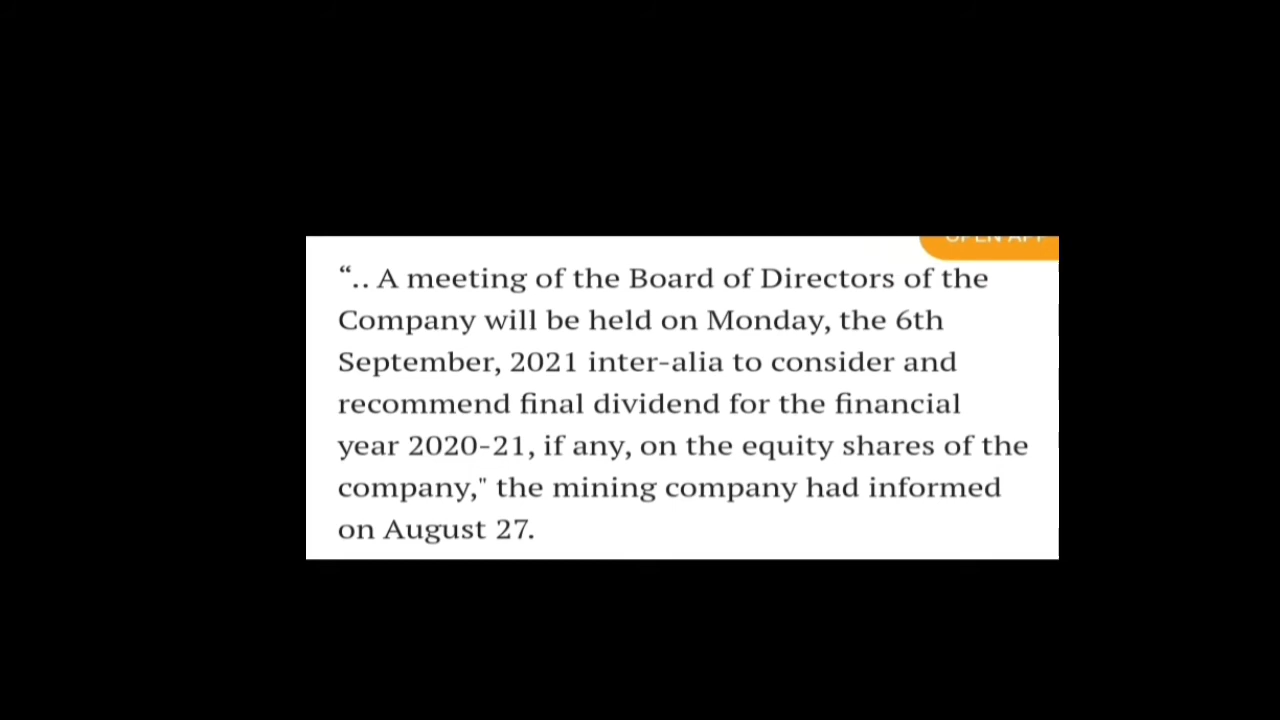 “.. A meeting of the Board of Directors of the
Company will be held on Monday, the 6th
September, 2021 inter-alia to consider and
recommend final dividend for the financial
year 2020-21, if any, on the equity shares of the
company," the mining company had informed
on August 27.